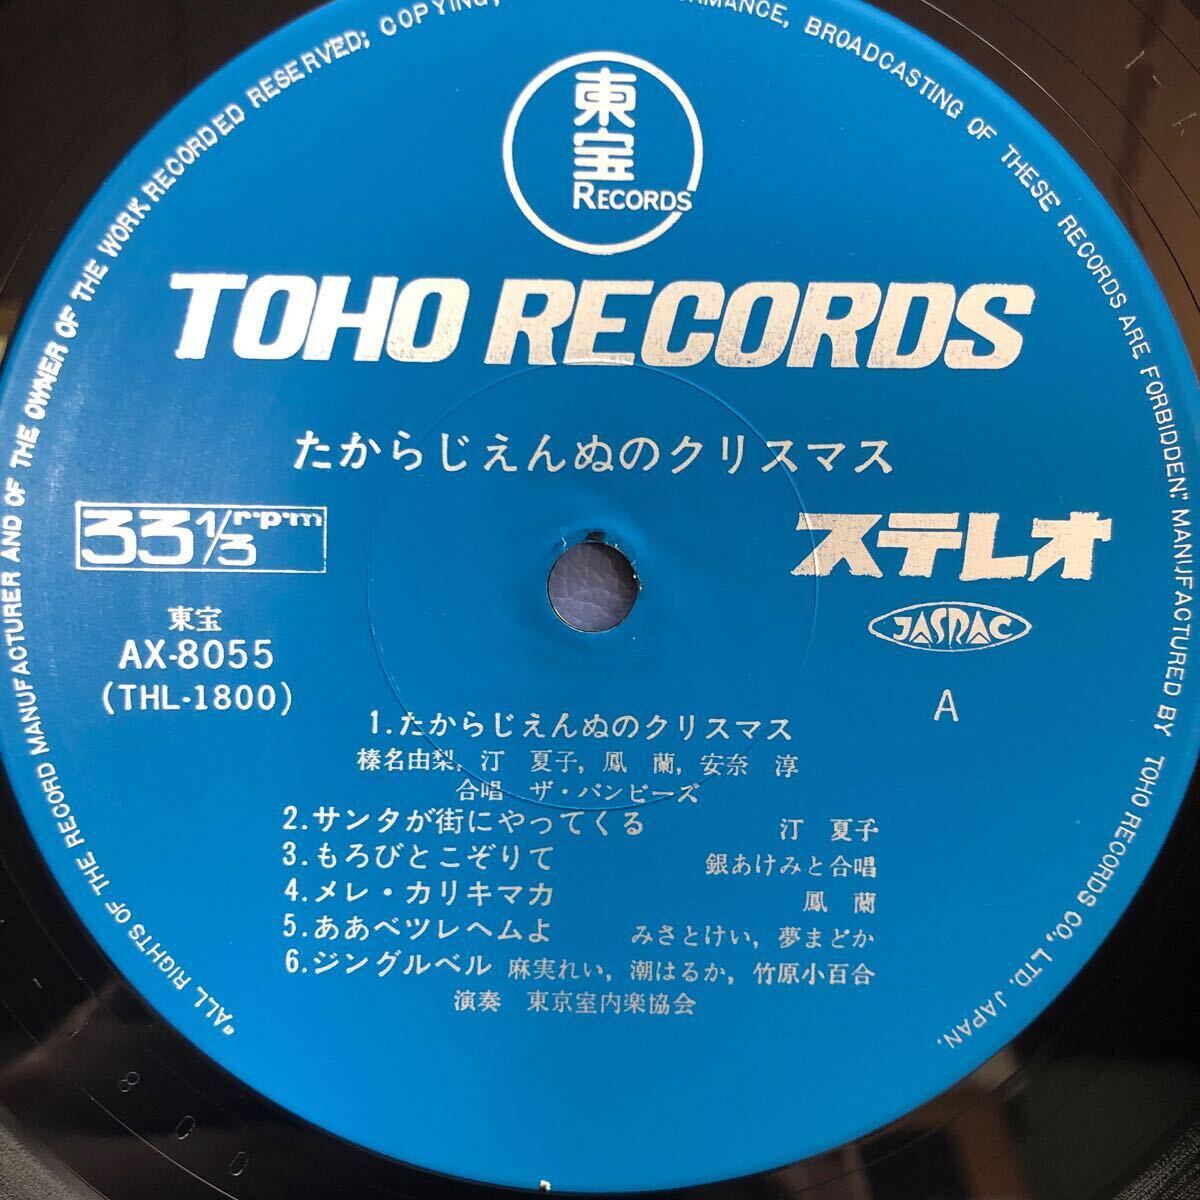 "ALL RIGHTS OF THE RECORD MANUFACTURER AND OF THE OWNER OF THE WORK RECORDED RESERVED; COPYING, PERFORMANCE, BROADCASTING OF THESE RECORDS ARE FORBIDDEN." MANUFACTURED BY TOHO RECORDS CO., LTD. JAPAN.
東宝
RECORDS
TOHO RECORDS
たからじえんぬのクリスマス
33 1/3 r.p.m
ステレオ
JASRAC
東宝
AX-8055
(THL-1800)
A
1.たからじえんぬのクリスマス
榛名由梨, 汀 夏子, 鳳 蘭, 安奈 淳
合唱 ザ・バンビーズ
2.サンタが街にやってくる 汀 夏子
3.もろびとこぞりて 銀あけみと合唱
4.メレ・カリキマカ 鳳 蘭
5.ああベツレヘムよ みさとけい, 夢まどか
6.ジングルベル 麻実れい, 潮はるか, 竹原小百合
演奏 東京室内楽協会
8 0 0